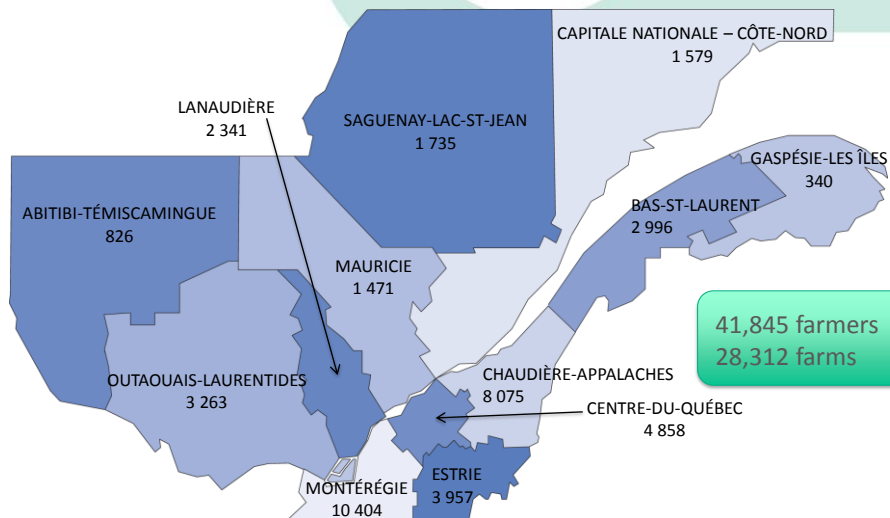 CAPITALE NATIONALE – CÔTE-NORD
1 579
LANAUDIÈRE
2 341
SAGUENAY-LAC-ST-JEAN
1 735
GASPÉSIE-LES ÎLES
340
ABITIBI-TÉMISCAMINGUE
826
BAS-ST-LAURENT
2 996
MAURICIE
1 471
41,845 farmers
28,312 farms
OUTAOUAIS-LAURENTIDES
3 263
CHAUDIÈRE-APPALACHES
8 075
CENTRE-DU-QUÉBEC
4 858
MONTÉRÉGIE
10 404
ESTRIE
3 957